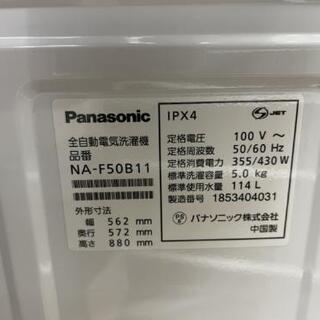 Panasonic
全自動電気洗濯機
品番
NA-F50B11
外形寸法
幅 562 mm
奥行 572 mm
高さ 880 mm
IPX4
S JET
定格電圧 100 V ～
定格周波数 50/60 Hz
定格消費電力 355/430 W
標準洗濯容量 5.0 kg
標準使用水量 114 L
製造番号 1853404031
PS E
パナソニック株式会社
中国製